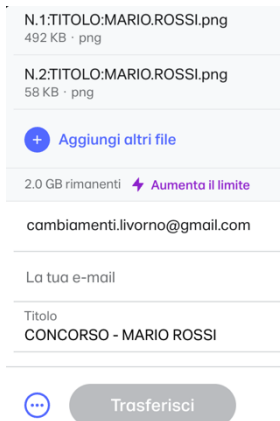 N.1:TITOLO:MARIO.ROSSI.png
492 KB · png
N.2:TITOLO:MARIO.ROSSI.png
58 KB · png
Aggiungi altri file
2.0 GB rimanenti Aumenta il limite
cambiamenti.livorno@gmail.com
La tua e-mail
Titolo
CONCORSO - MARIO ROSSI
Trasferisci